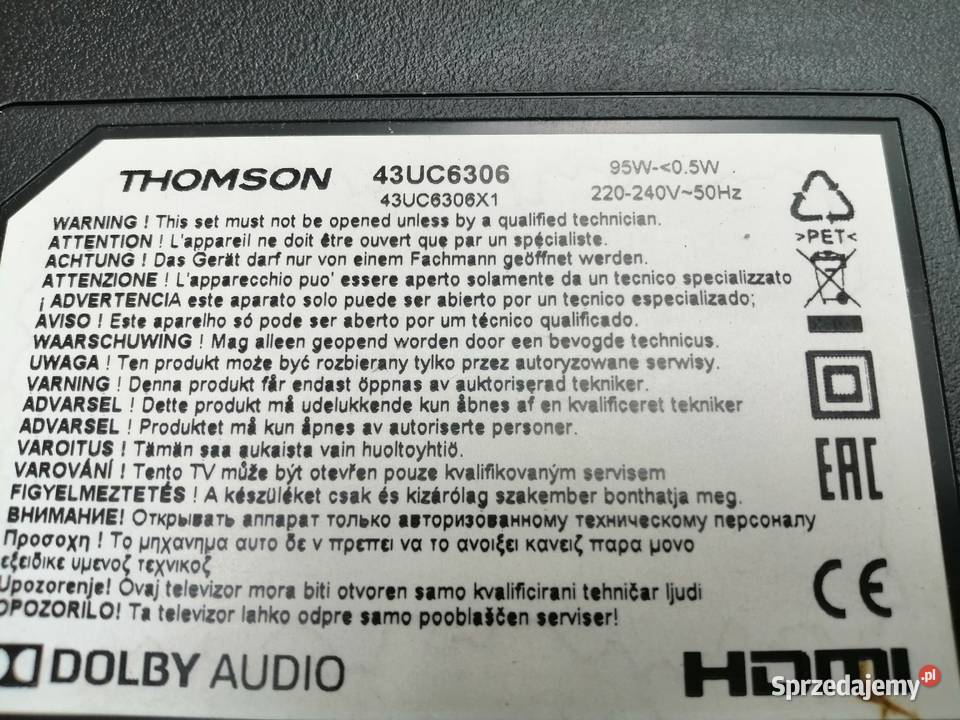 THOMSON 43UC6306 95W-<0.5W
43UC6306X1 220-240V~50Hz
WARNING ! This set must not be opened unless by a qualified technician.
ATTENTION ! L'appareil ne doit être ouvert que par un spécialiste.
ACHTUNG ! Das Gerät darf nur von einem Fachmann geöffnet werden.
ATTENZIONE ! L'apparecchio puo' essere aperto solamente da un tecnico specializzato
¡ ADVERTENCIA este aparato solo puede ser abierto por un tecnico especializado;
AVISO ! Este aparelho só pode ser aberto por um técnico qualificado.
WAARSCHUWING ! Mag alleen geopend worden door een bevogde technicus.
UWAGA ! Ten produkt może być rozbierany tylko przez autoryzowane serwisy.
VARNING ! Denna produkt får endast öppnas av auktoriserad tekniker.
ADVARSEL ! Dette produkt må udelukkende kun åbnes af en kvalificeret tekniker
ADVARSEL ! Produktet må kun åpnes av autoriserte personer.
VAROITUS ! Tämän saa aukaista vain huoltoyhtiö.
VAROVÁNÍ ! Tento TV může být otevřen pouze kvalifikovaným servisem
FIGYELMEZTETÉS ! A készüléket csak és kizárólag szakember bonthatja meg.
ВНИМАНИЕ! Открывать аппарат только авторизованному техническому персоналу
Προσοχη ! Το μηχανημα αυτο δε ν πρεπει να το ανοιξει κανειζ παρα μονο
εξειδικε υμενοζ τεχνικοζ
Upozorenje! Ovaj televizor mora biti otvoren samo kvalificirani tehničar ljudi
OPOZORILO! Ta televizor lahko odpre samo pooblaščen serviser!
>PET<
EAC
CE
DOLBY AUDIO
HDMI
Sprzedajemy.pl